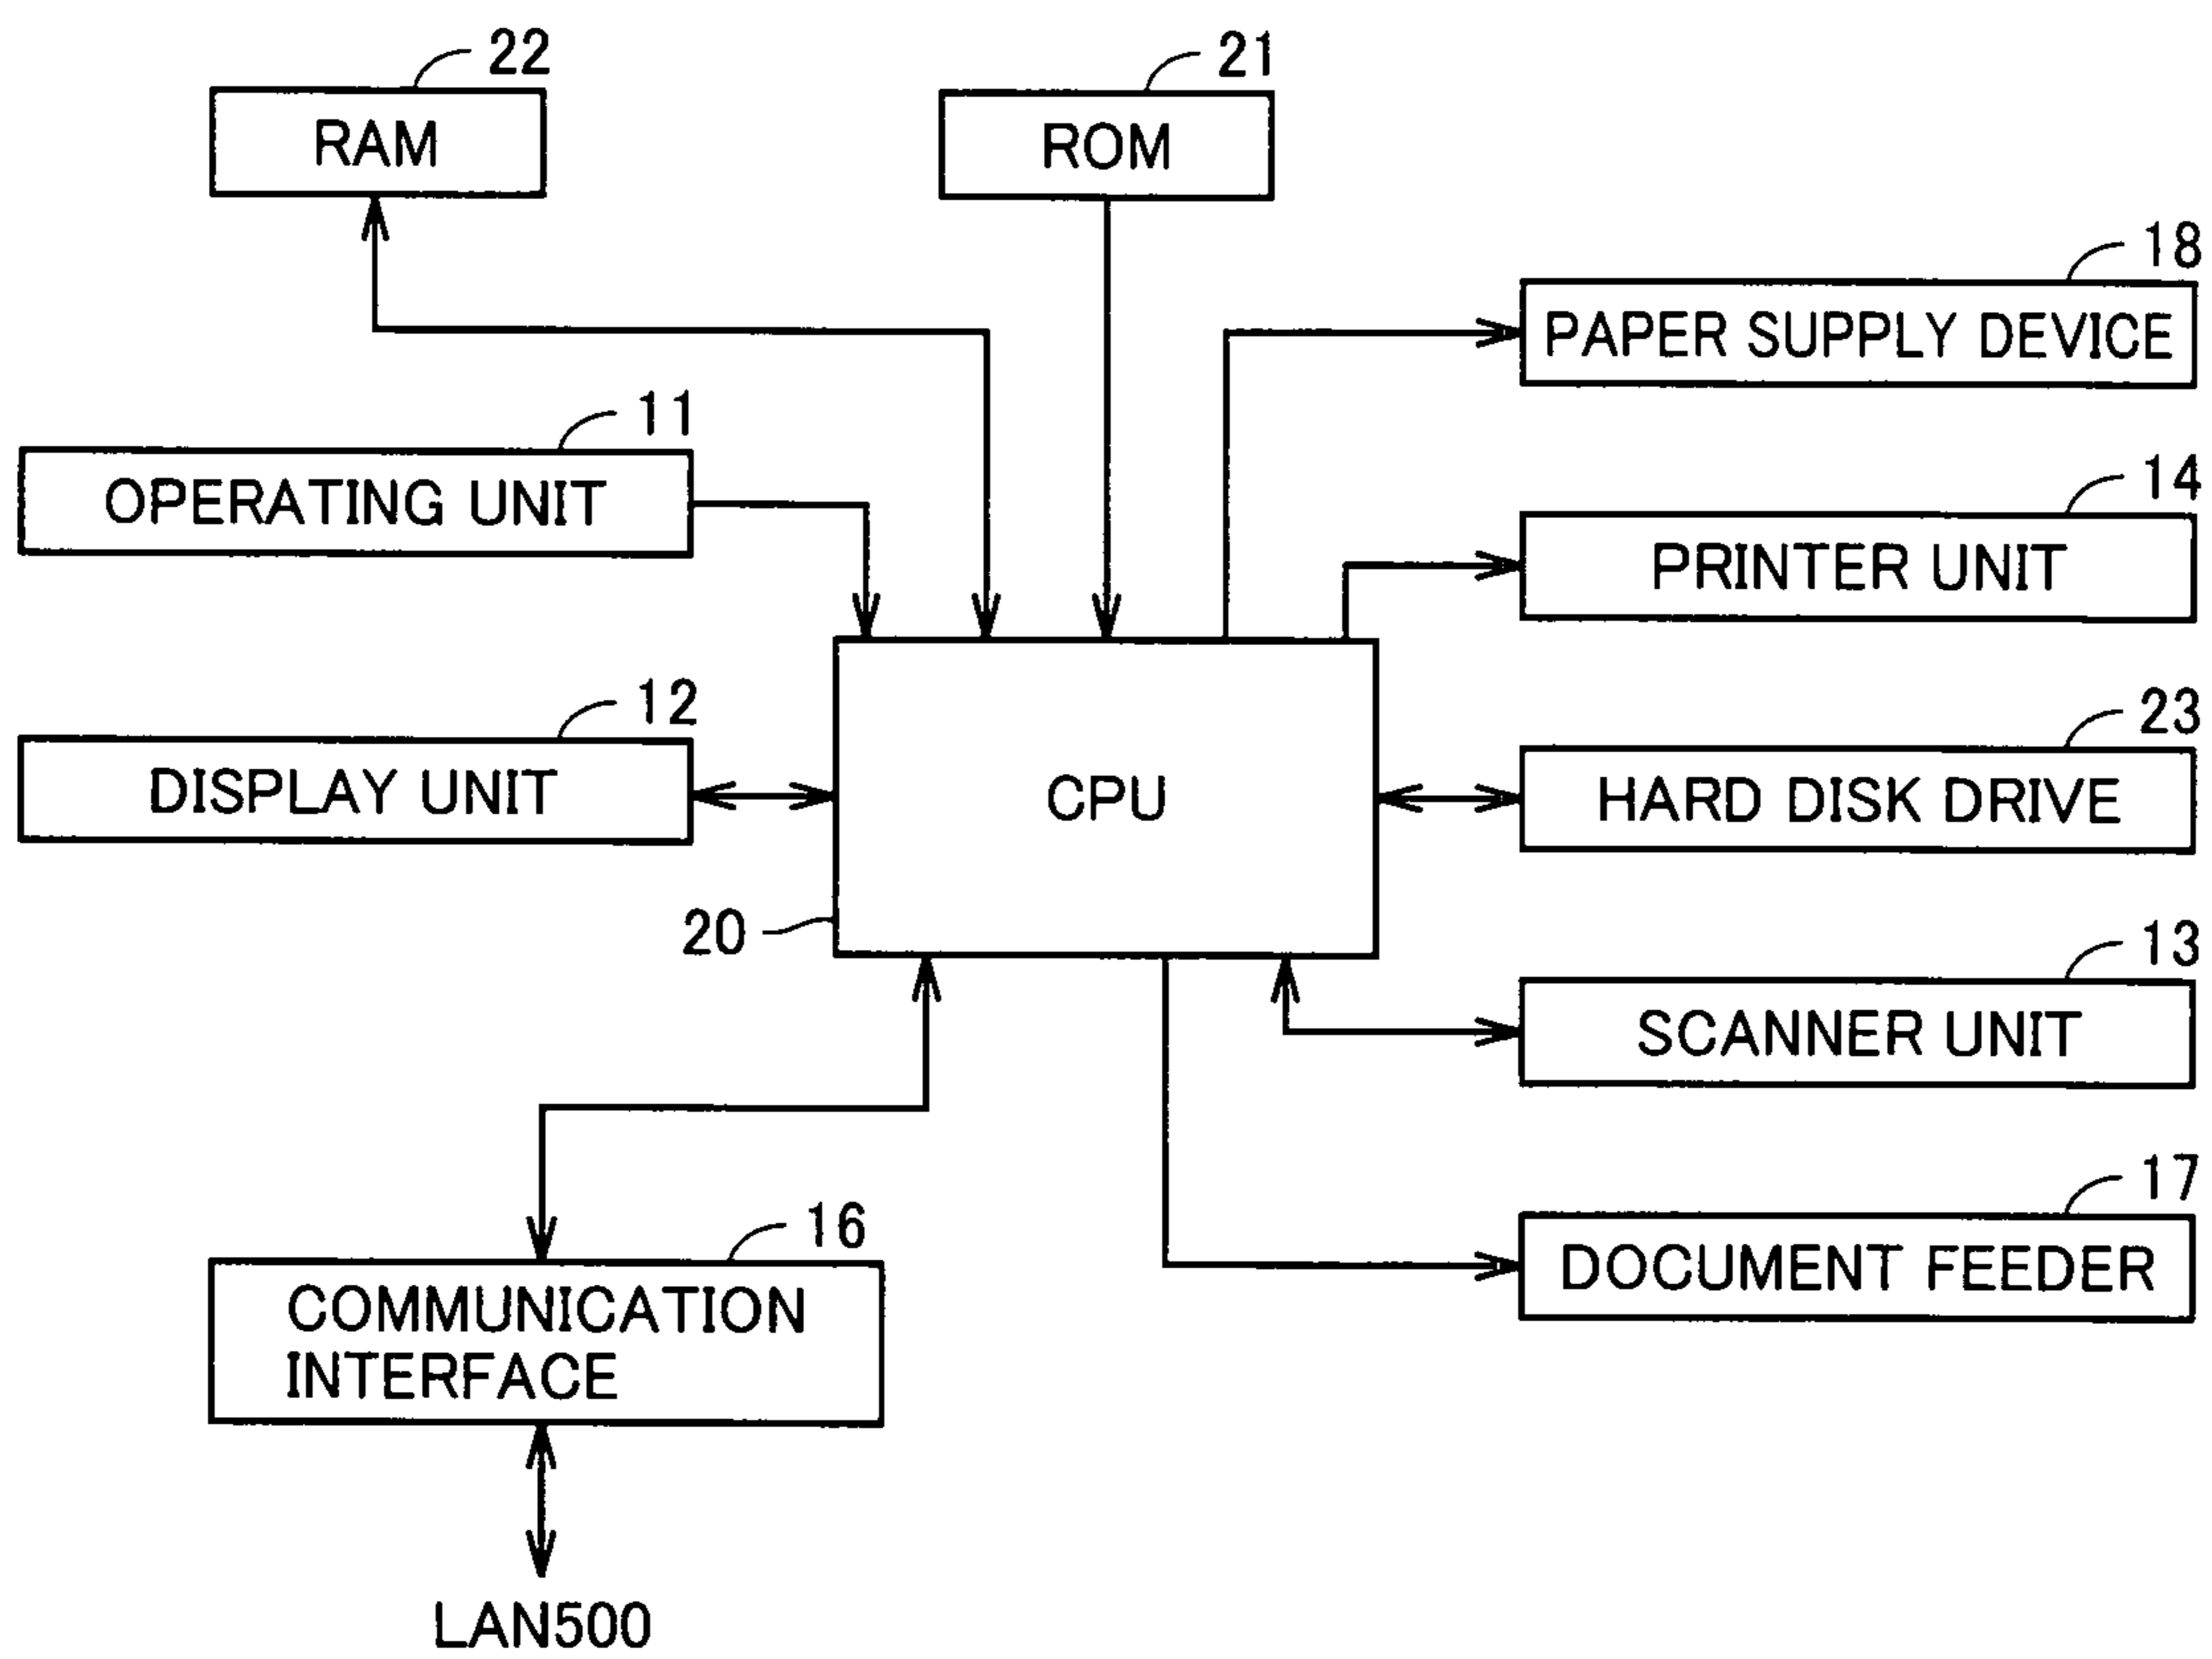 22
RAM
21
ROM
18
PAPER SUPPLY DEVICE
11
OPERATING UNIT
14
PRINTER UNIT
12
DISPLAY UNIT
CPU
20
23
HARD DISK DRIVE
13
SCANNER UNIT
16
COMMUNICATION
INTERFACE
17
DOCUMENT FEEDER
LAN500